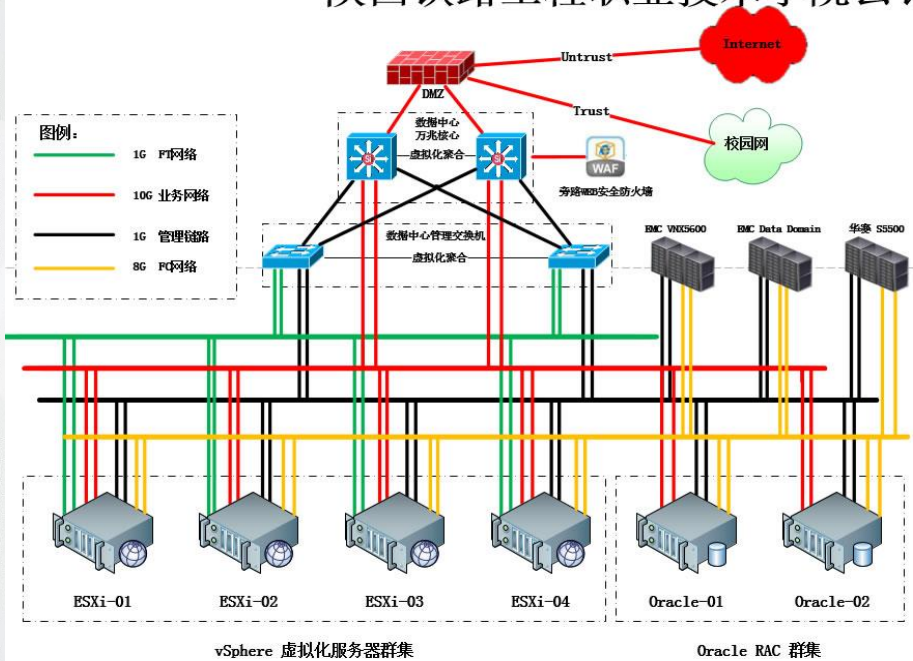 Internet
Untrust
DMZ
Trust
校园网
图例：
1G FT网络
10G 业务网络
1G 管理链路
8G FC网络
数据中心
万兆核心
Si
虚拟化聚合
Si
WAF
旁路WEB安全防火墙
数据中心管理交换机
虚拟化聚合
EMC VNX5600
EMC Data Domain
华赛 S5500
ESXi-01
ESXi-02
ESXi-03
ESXi-04
Oracle-01
Oracle-02
vSphere 虚拟化服务器群集
Oracle RAC 群集